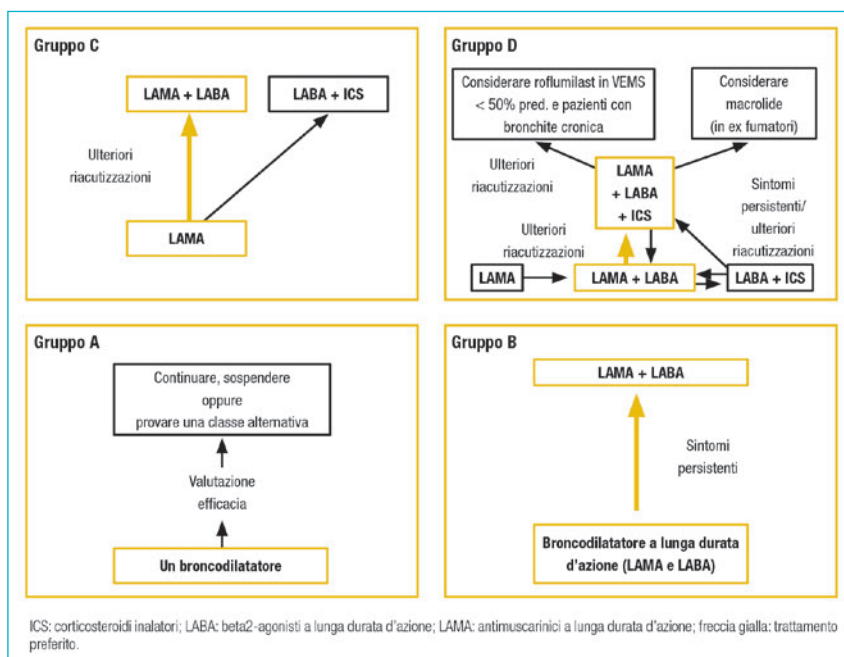 Gruppo C
LAMA + LABA
LABA + ICS
Ulteriori
riacutizzazioni
LAMA
Gruppo D
Considerare roflumilast in VEMS
< 50% pred. e pazienti con
bronchite cronica
Considerare
macrolide
(in ex fumatori)
Ulteriori
riacutizzazioni
LAMA
+ LABA
+ ICS
Sintomi
persistenti/
ulteriori
riacutizzazioni
Ulteriori
riacutizzazioni
LAMA
LAMA + LABA
LABA + ICS
Gruppo A
Continuare, sospendere
oppure
provare una classe alternativa
Valutazione
efficacia
Un broncodilatatore
Gruppo B
LAMA + LABA
Sintomi
persistenti
Broncodilatatore a lunga durata
d'azione (LAMA e LABA)
ICS: corticosteroidi inalatori; LABA: beta2-agonisti a lunga durata d'azione; LAMA: antimuscarinici a lunga durata d'azione; freccia gialla: trattamento
preferito.